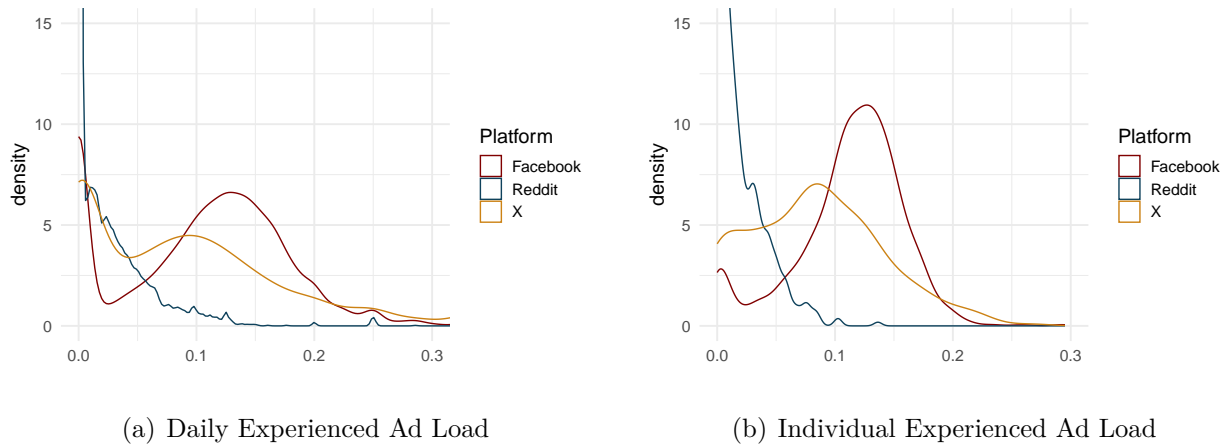 15
10
5
0
density
0.0 0.1 0.2 0.3
Platform
Facebook
Reddit
X
(a) Daily Experienced Ad Load
15
10
5
0
density
0.0 0.1 0.2 0.3
Platform
Facebook
Reddit
X
(b) Individual Experienced Ad Load